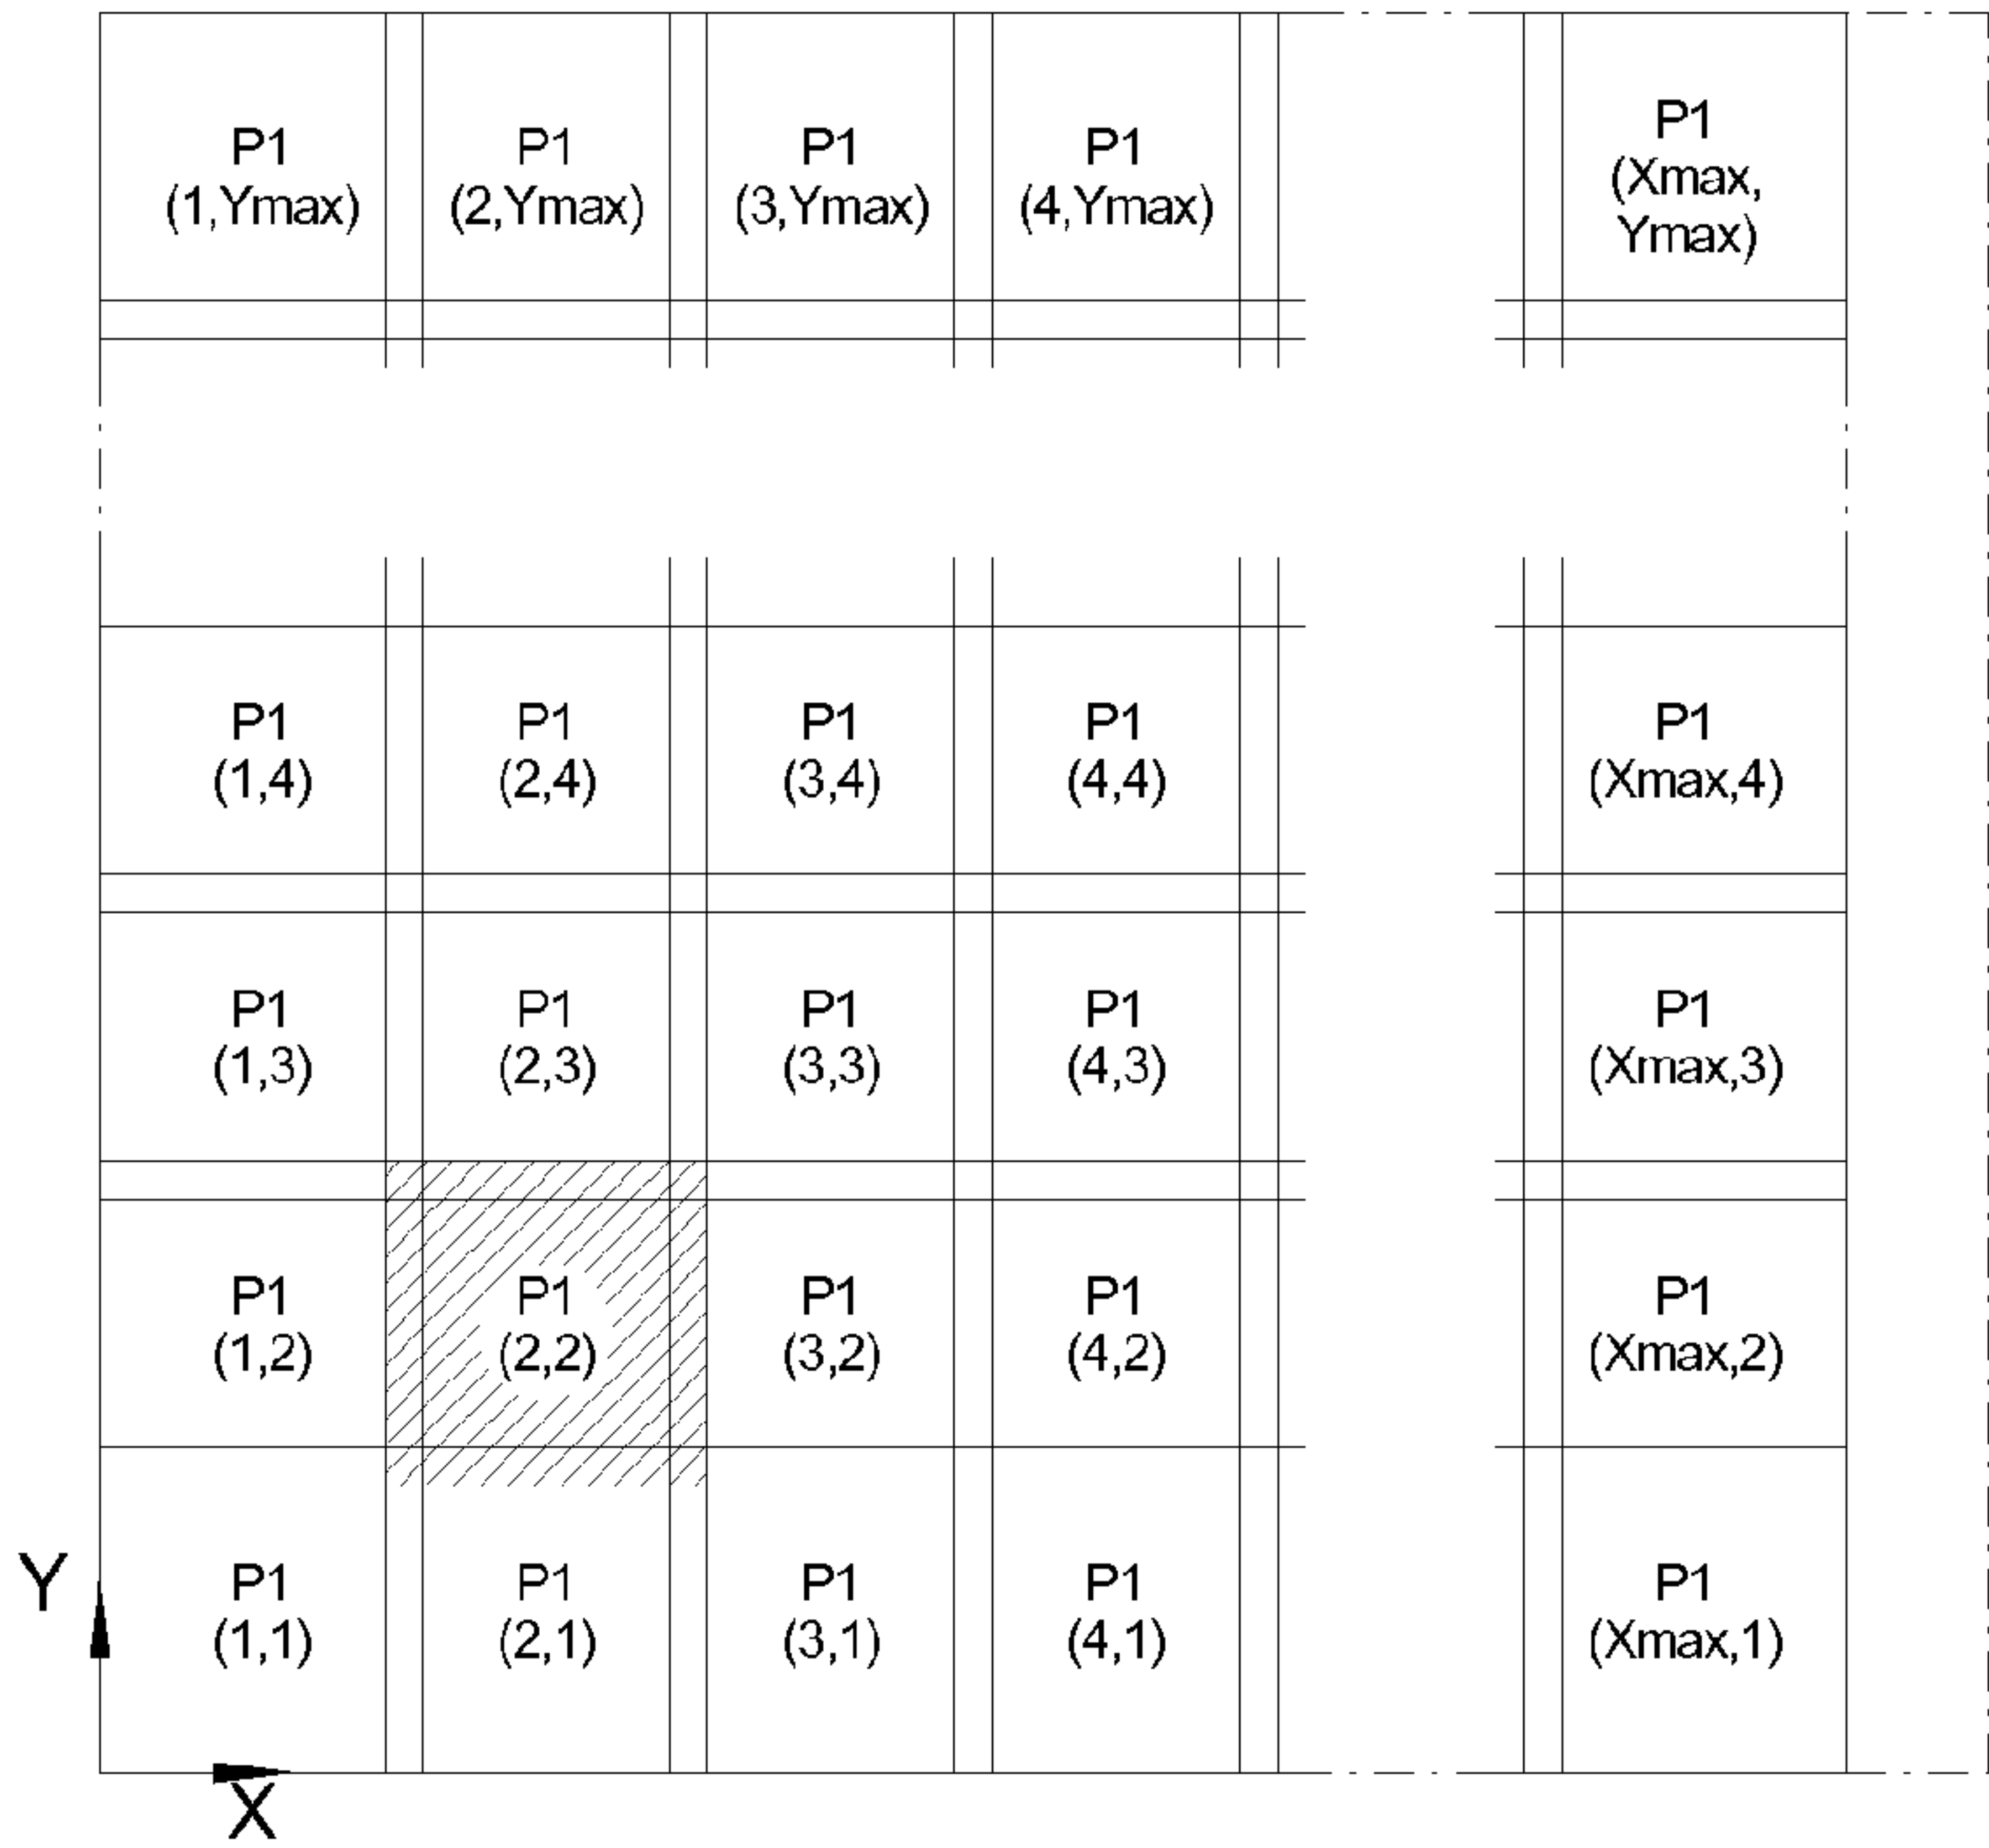 P1
(1,Ymax)
P1
(2,Ymax)
P1
(3,Ymax)
P1
(4,Ymax)
P1
(Xmax,
Ymax)
P1
(1,4)
P1
(2,4)
P1
(3,4)
P1
(4,4)
P1
(Xmax,4)
P1
(1,3)
P1
(2,3)
P1
(3,3)
P1
(4,3)
P1
(Xmax,3)
P1
(1,2)
P1
(2,2)
P1
(3,2)
P1
(4,2)
P1
(Xmax,2)
Y
P1
(1,1)
P1
(2,1)
P1
(3,1)
P1
(4,1)
P1
(Xmax,1)
X